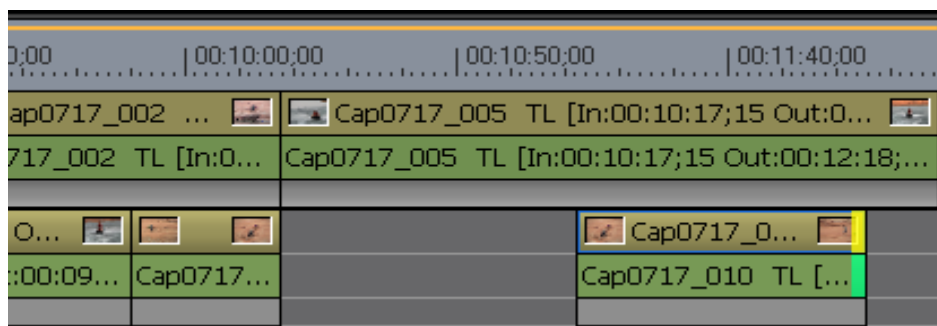 0;00 00:10:00;00 00:10:50;00 00:11:40;00
ap0717_002 ... Cap0717_005 TL [In:00:10:17;15 Out:0...
717_002 TL [In:0... Cap0717_005 TL [In:00:10:17;15 Out:00:12:18;...
O... Cap0717_0...
:00:09... Cap0717... Cap0717_010 TL [...